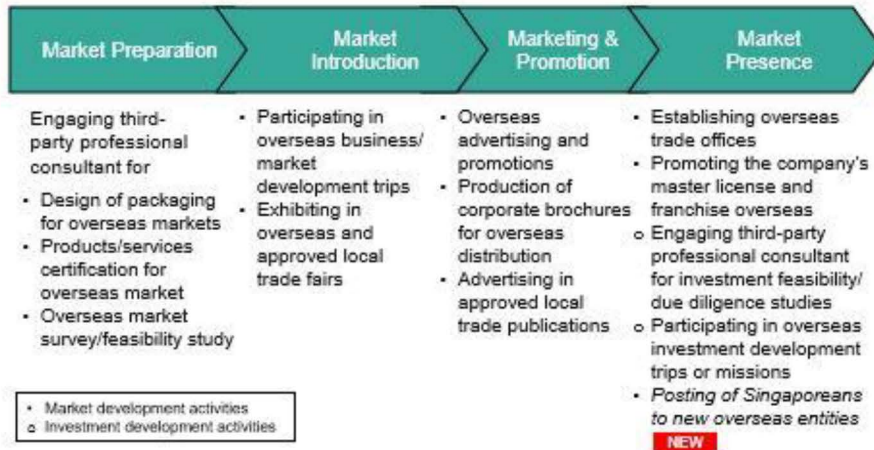 Market Preparation
Market
Introduction
Marketing &
Promotion
Market
Presence
Engaging third-
party professional
consultant for
▪ Design of packaging
for overseas markets
▪ Products/services
certification for
overseas market
▪ Overseas market
survey/feasibility study
▪ Participating in
overseas business/
market
development trips
▪ Exhibiting in
overseas and
approved local
trade fairs
▪ Overseas
advertising and
promotions
▪ Production of
corporate brochures
for overseas
distribution
▪ Advertising in
approved local
trade publications
▪ Establishing overseas
trade offices
▪ Promoting the company's
master license and
franchise overseas
o Engaging third-party
professional consultant
for investment feasibility/
due diligence studies
o Participating in overseas
investment development
trips or missions
▪ Posting of Singaporeans
to new overseas entities
NEW
▪ Market development activities
o Investment development activities